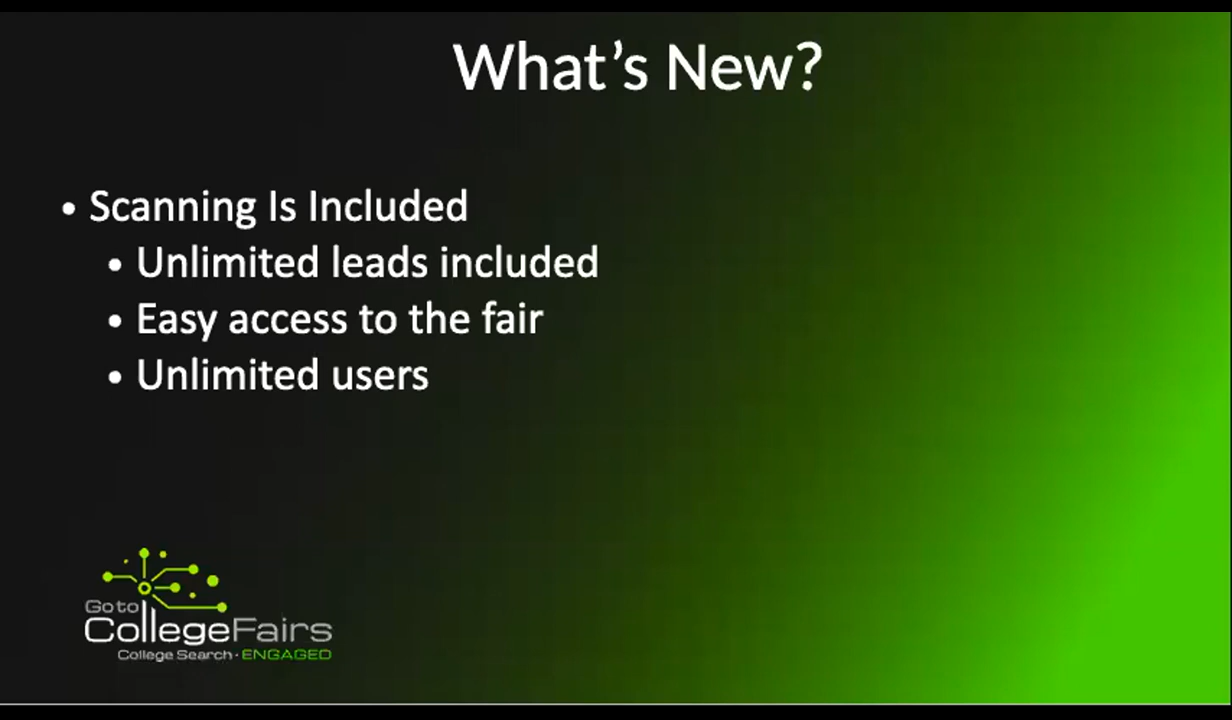 What's New?
• Scanning Is Included
• Unlimited leads included
• Easy access to the fair
• Unlimited users
Go to
CollegeFairs
College Search · ENGAGED